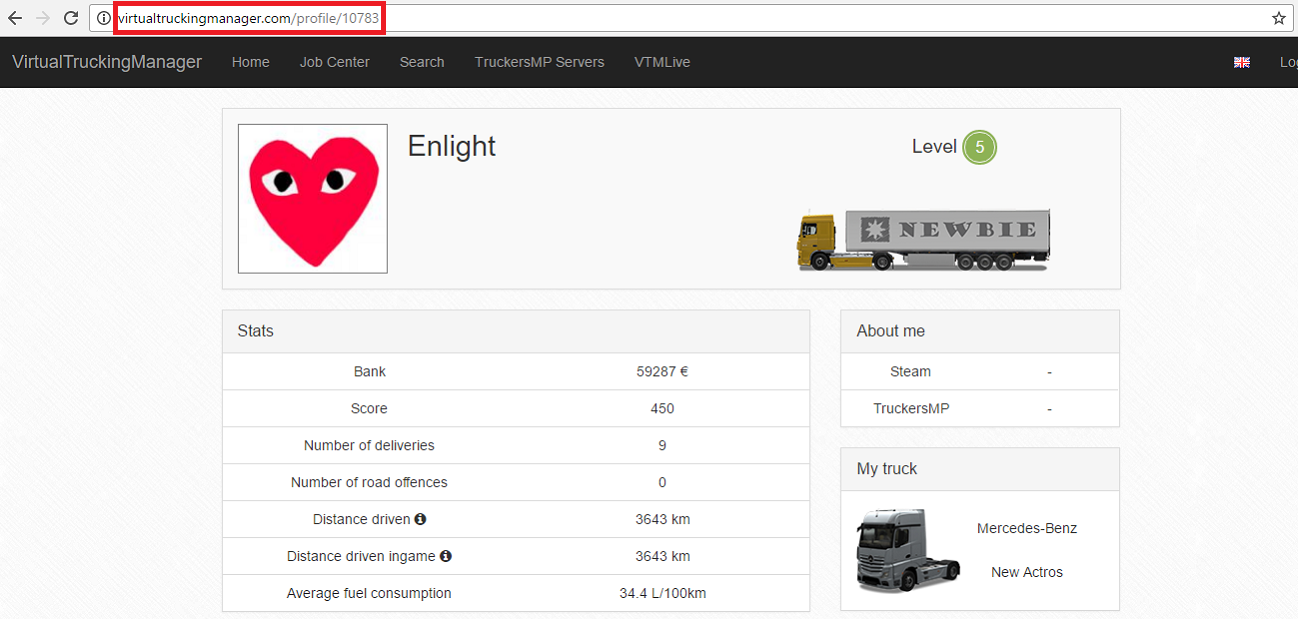 virtualtruckingmanager.com/profile/10783
VirtualTruckingManager Home Job Center Search TruckersMP Servers VTMLive
Enlight
Level 5
NEWBIE
Stats
Bank 59287 €
Score 450
Number of deliveries 9
Number of road offences 0
Distance driven 3643 km
Distance driven ingame 3643 km
Average fuel consumption 34.4 L/100km
About me
Steam -
TruckersMP -
My truck
Mercedes-Benz
New Actros